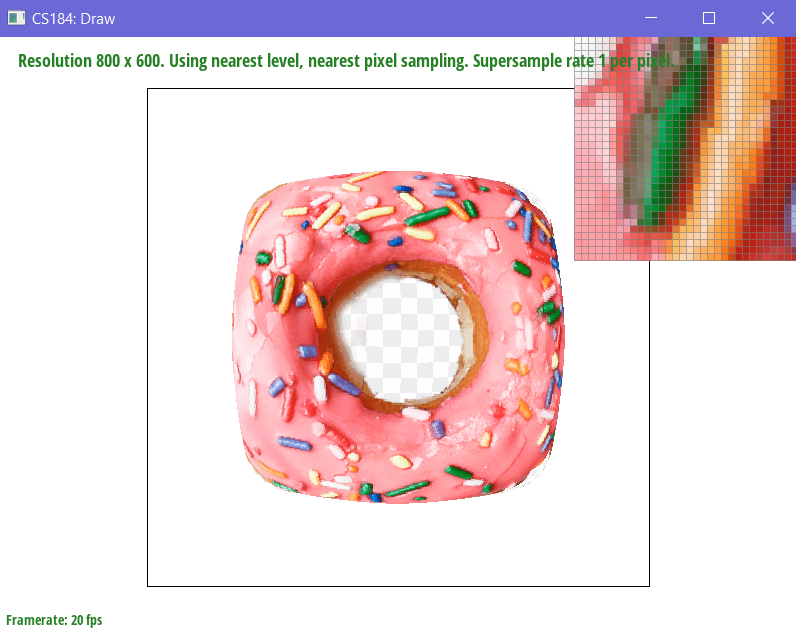 CS184: Draw
Resolution 800 x 600. Using nearest level, nearest pixel sampling. Supersample rate 1 per pixel.
Framerate: 20 fps